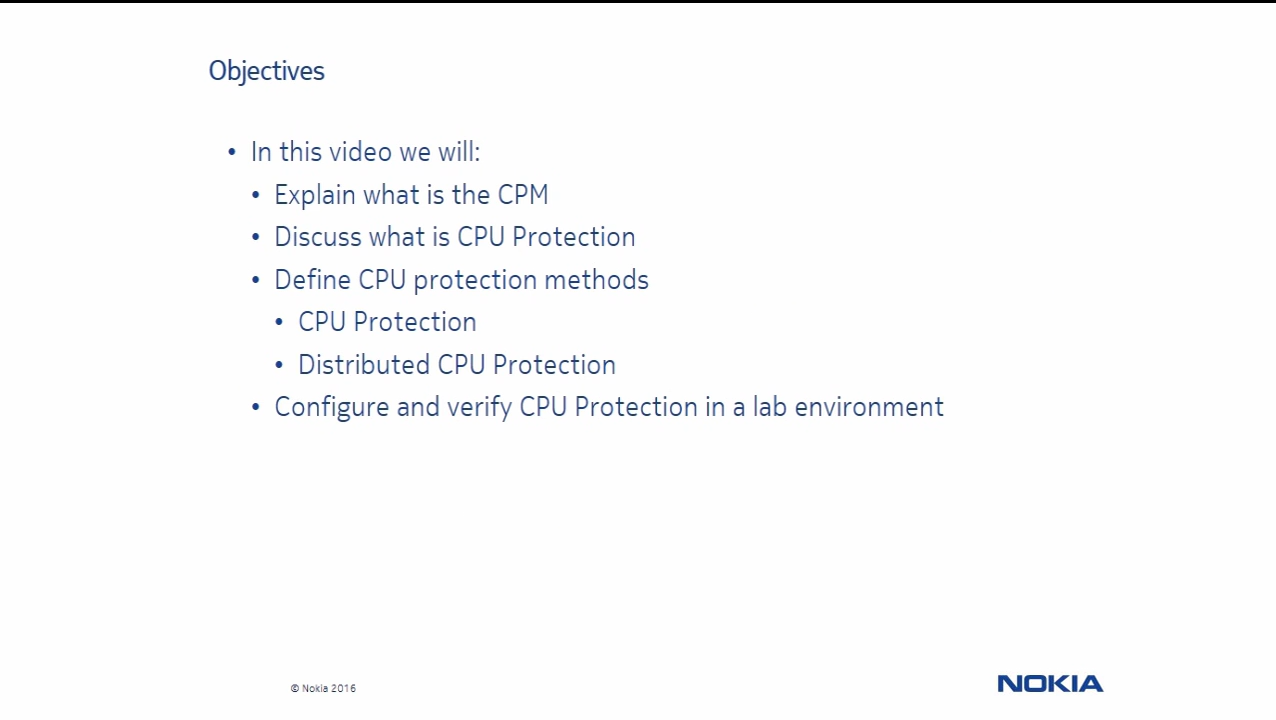 Objectives
• In this video we will:
• Explain what is the CPM
• Discuss what is CPU Protection
• Define CPU protection methods
• CPU Protection
• Distributed CPU Protection
• Configure and verify CPU Protection in a lab environment
© Nokia 2016
NOKIA